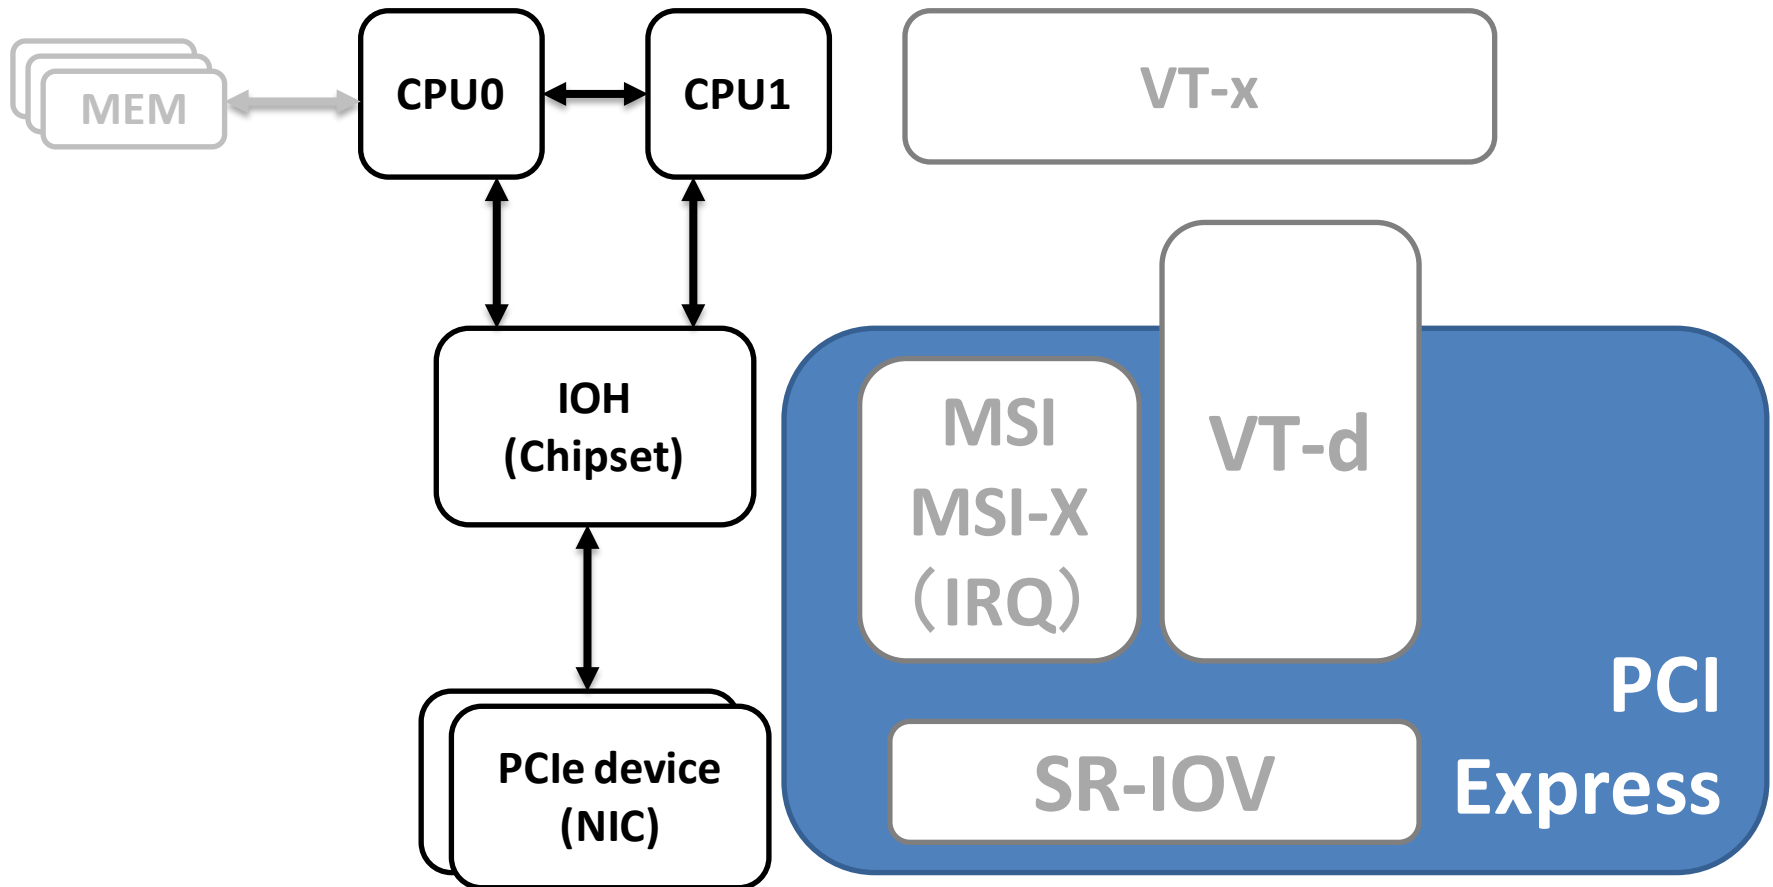 MEM
CPU0
CPU1
VT-x
IOH
(Chipset)
MSI
MSI-X
（IRQ）
VT-d
PCIe device
(NIC)
SR-IOV
PCI
Express